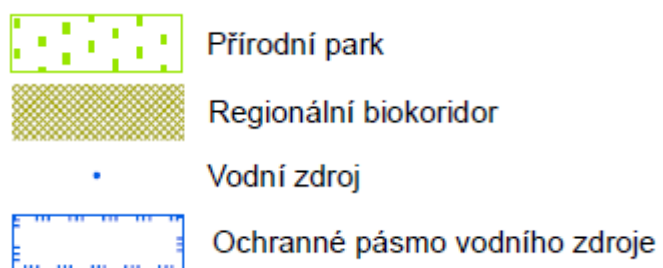 Přírodní park
Regionální biokoridor
Vodní zdroj
Ochranné pásmo vodního zdroje